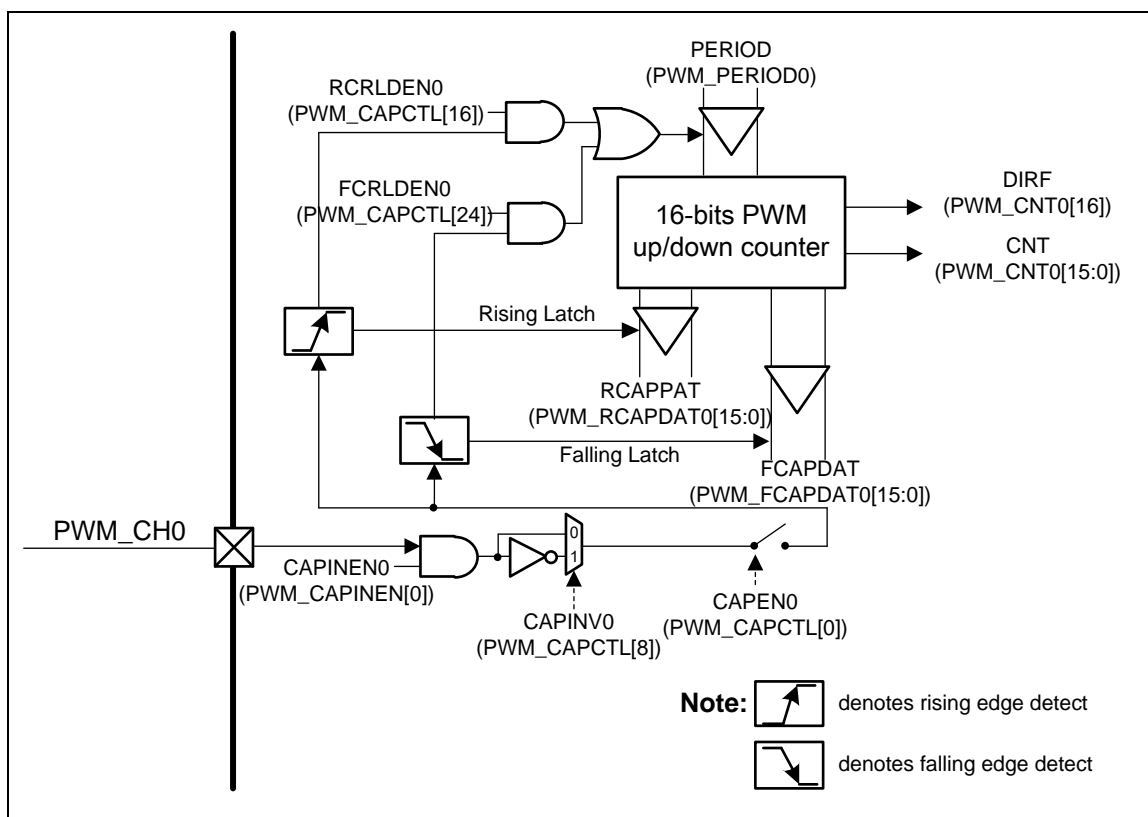 PERIOD
(PWM_PERIOD0)
RCRLDEN0
(PWM_CAPCTL[16])
FCRLDEN0
(PWM_CAPCTL[24])
16-bits PWM
up/down counter
DIRF
(PWM_CNT0[16])
CNT
(PWM_CNT0[15:0])
Rising Latch
RCAPPAT
(PWM_RCAPDAT0[15:0])
Falling Latch
FCAPDAT
(PWM_FCAPDAT0[15:0])
PWM_CH0
CAPINEN0
(PWM_CAPINEN[0])
0
1
CAPINV0
(PWM_CAPCTL[8])
CAPEN0
(PWM_CAPCTL[0])
Note:
denotes rising edge detect
denotes falling edge detect